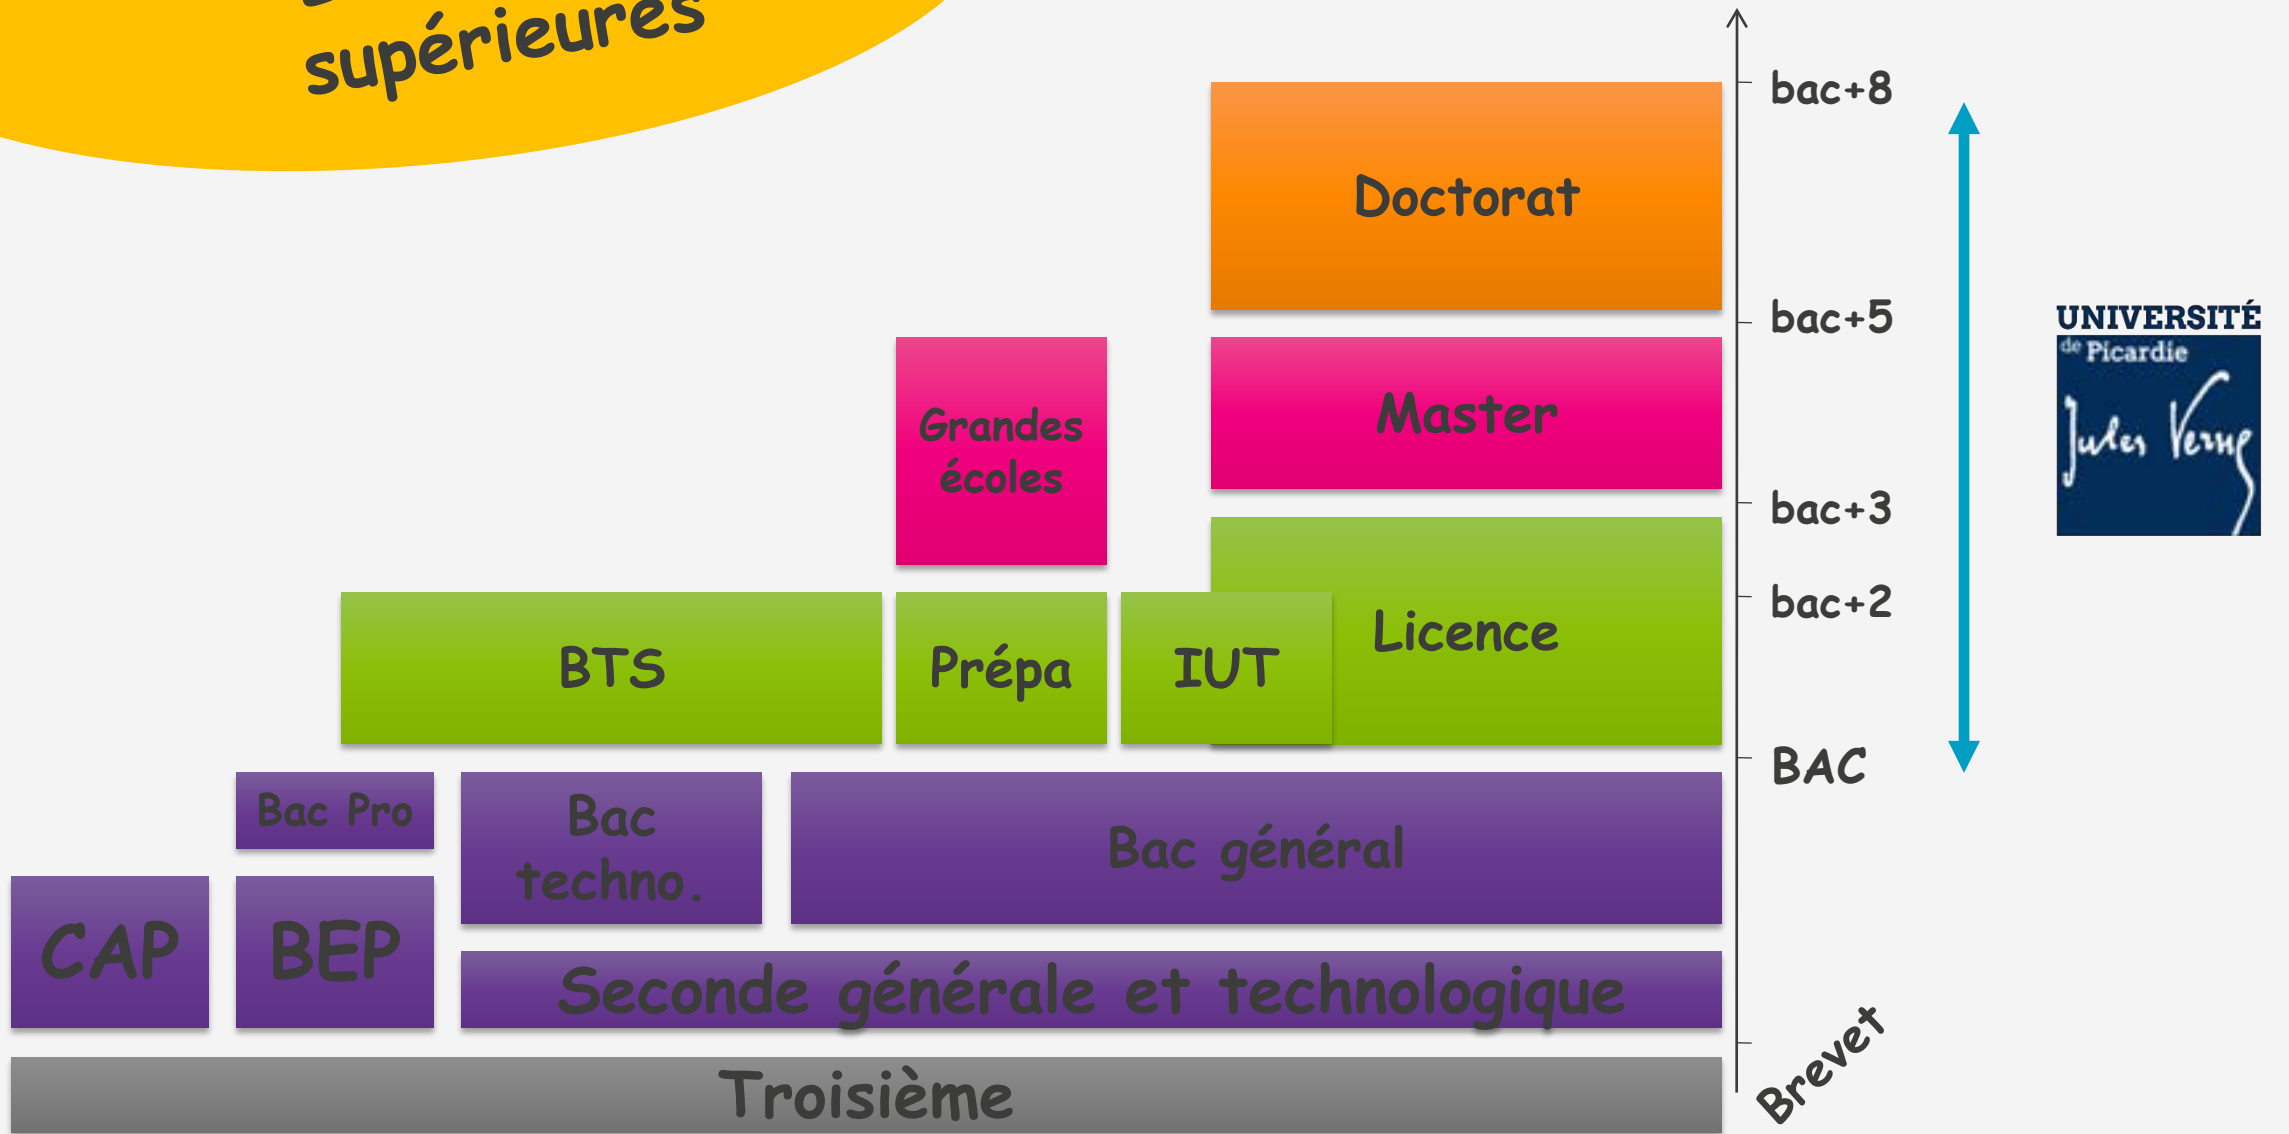 supérieures
bac+8
Doctorat
bac+5
UNIVERSITÉ
de Picardie
Jules Verne
Grandes
écoles
Master
bac+3
bac+2
Licence
BTS
Prépa
IUT
BAC
Bac Pro
Bac
techno.
Bac général
CAP
BEP
Seconde générale et technologique
Brevet
Troisième